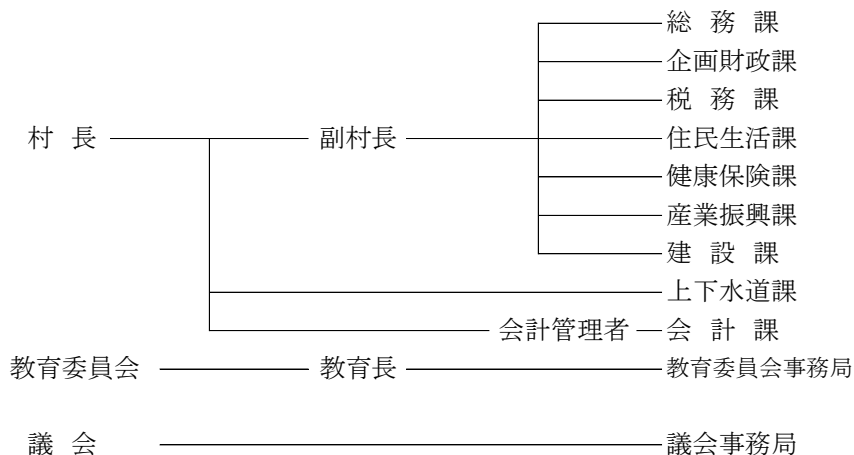 総務課
企画財政課
税務課
村長 副村長 住民生活課
健康保険課
産業振興課
建設課
上下水道課
会計管理者 会計課
教育委員会 教育長 教育委員会事務局
議会 議会事務局